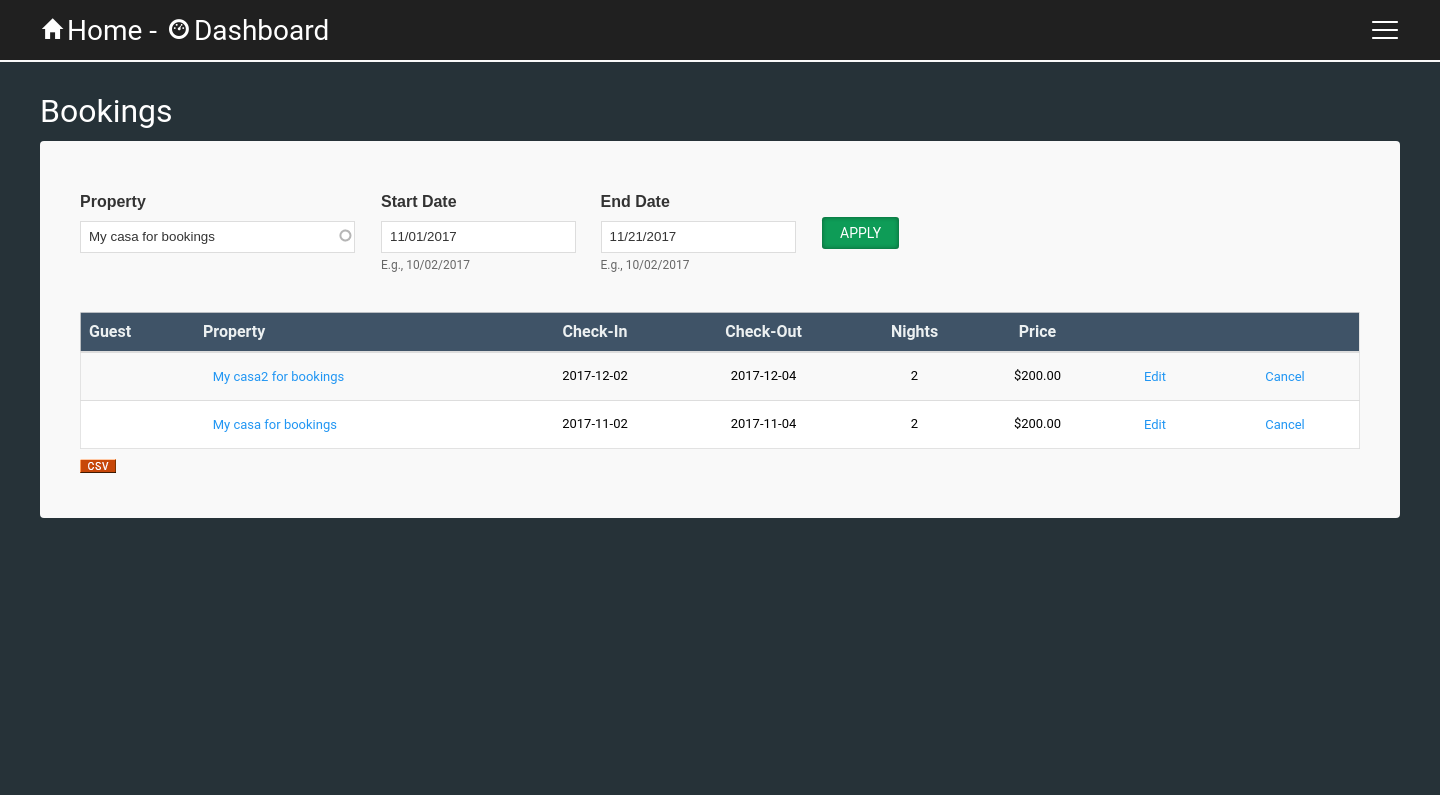 Home - Dashboard
Bookings
Property Start Date End Date
My casa for bookings 11/01/2017 11/21/2017 APPLY
E.g., 10/02/2017 E.g., 10/02/2017
Guest Property Check-In Check-Out Nights Price
My casa2 for bookings 2017-12-02 2017-12-04 2 $200.00 Edit Cancel
My casa for bookings 2017-11-02 2017-11-04 2 $200.00 Edit Cancel
CSV